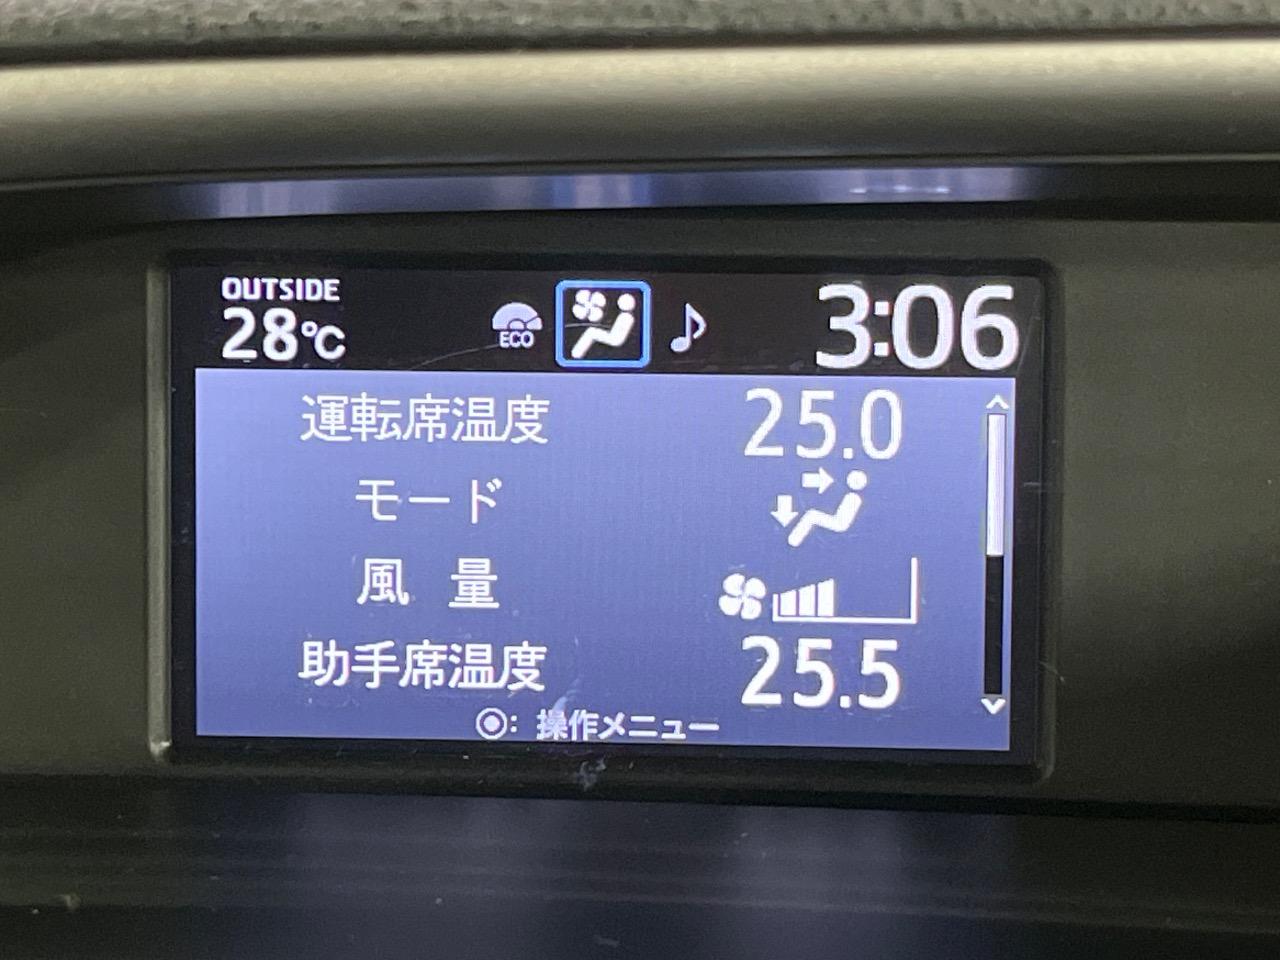 OUTSIDE
28℃ ECO 3:06
運転席温度 25.0
モード
風 量
助手席温度 25.5
◉: 操作メニュー